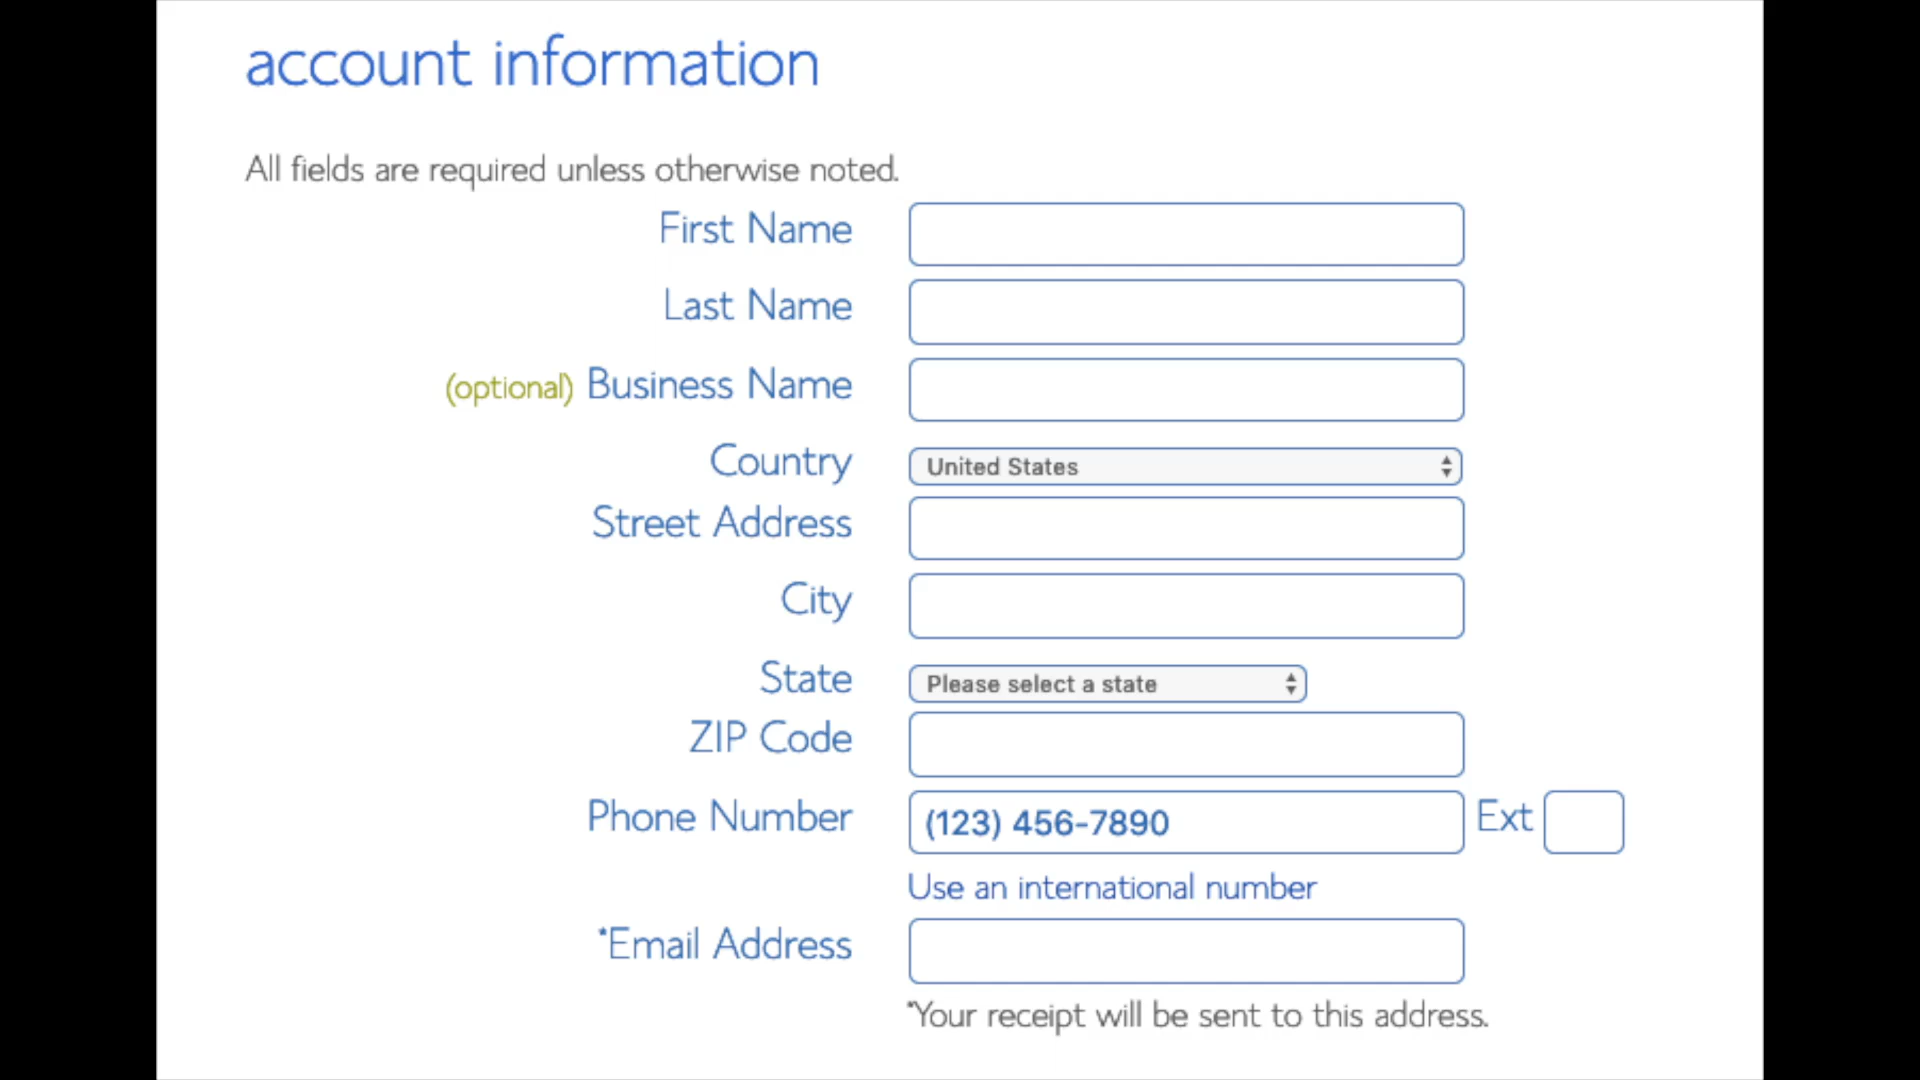 account information
All fields are required unless otherwise noted.
First Name
Last Name
(optional) Business Name
Country United States
Street Address
City
State Please select a state
ZIP Code
Phone Number (123) 456-7890 Ext
Use an international number
*Email Address
*Your receipt will be sent to this address.